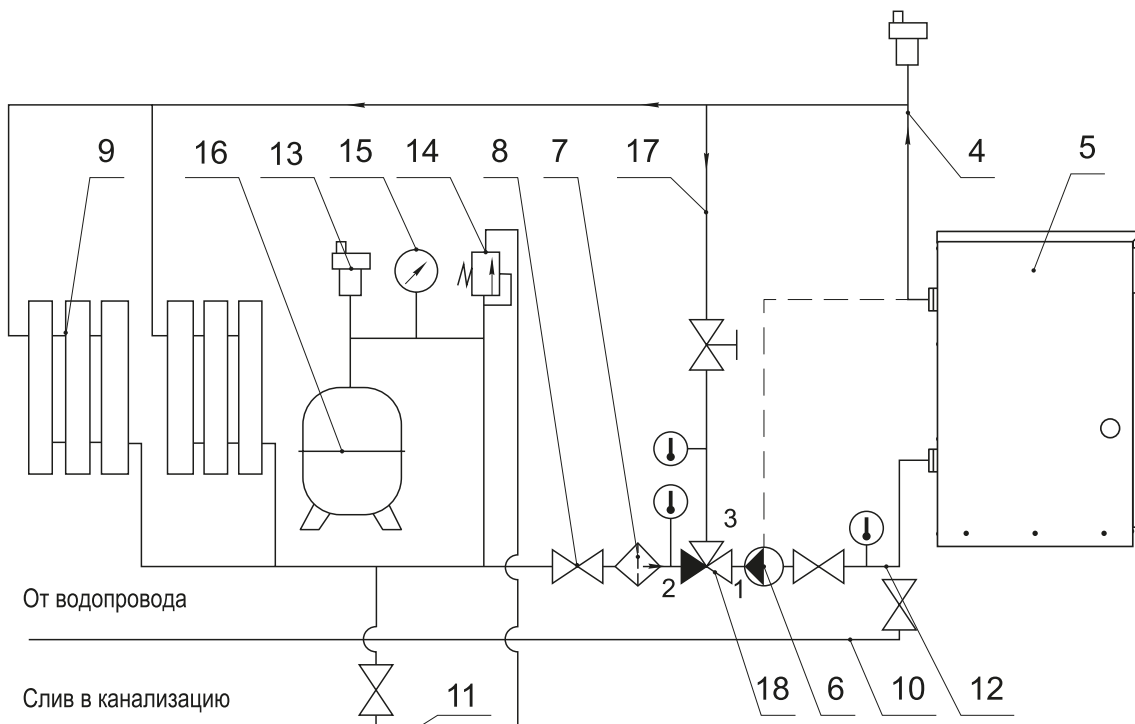 9 16 13 15 14 8 7 17 4 5
3
2 1
От водопровода
Слив в канализацию
11 18 6 10 12